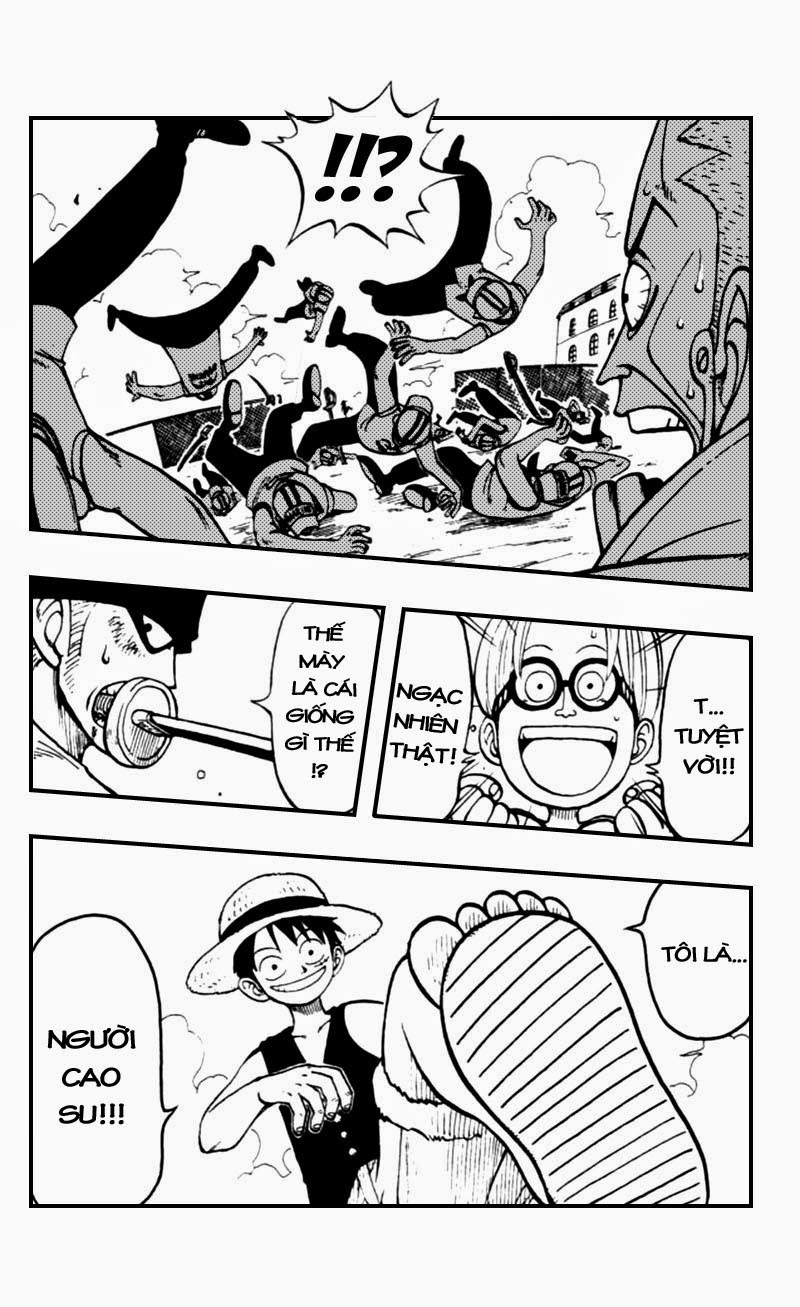 !!?
T...
TUYỆT
VỜI!!
NGẠC
NHIÊN
THẬT!
THẾ
MÀY
LÀ CÁI
GIỐNG
GÌ THẾ
!?
TÔI LÀ...
NGƯỜI
CAO
SU!!!